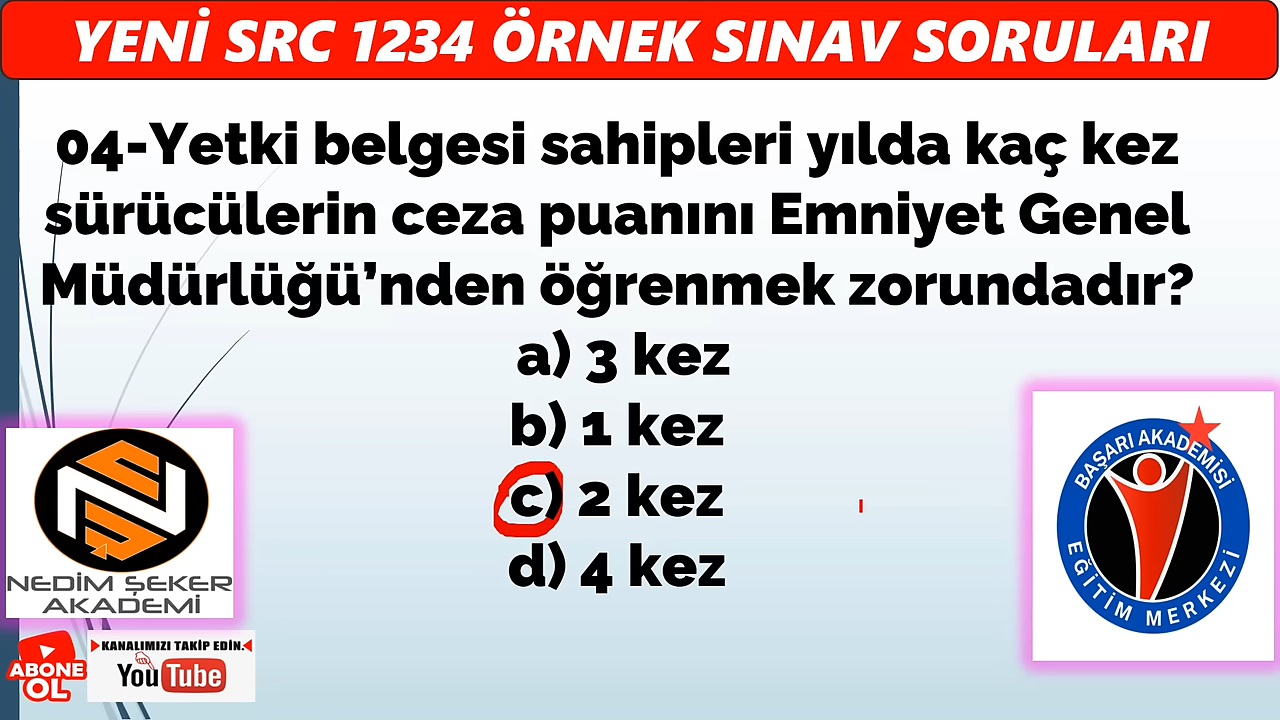 YENİ SRC 1234 ÖRNEK SINAV SORULARI
04-Yetki belgesi sahipleri yılda kaç kez
sürücülerin ceza puanını Emniyet Genel
Müdürlüğü’nden öğrenmek zorundadır?
a) 3 kez
b) 1 kez
c) 2 kez
d) 4 kez
NEDİM ŞEKER
AKADEMİ
ABONE
OL
KANALIMIZI TAKİP EDİN.
YouTube
BAŞARI AKADEMİSİ
EĞİTİM MERKEZİ